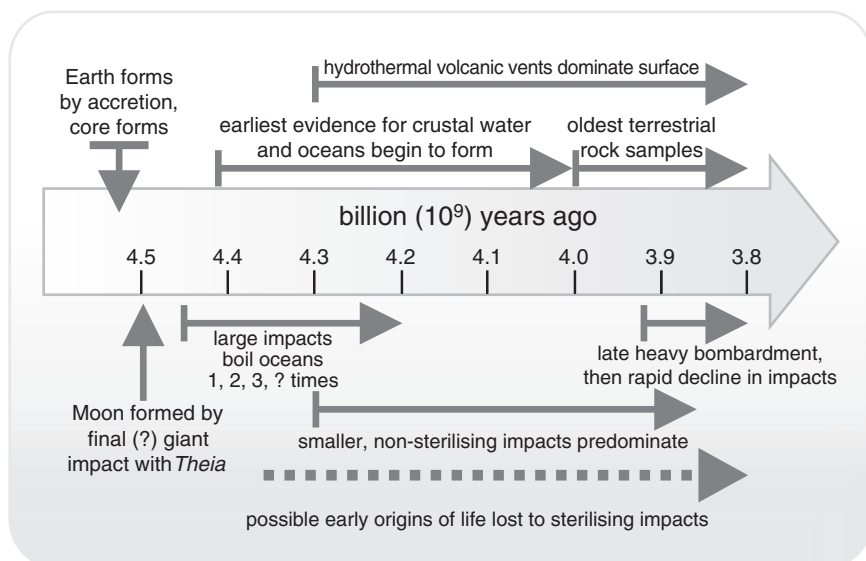 hydrothermal volcanic vents dominate surface
Earth forms
by accretion,
core forms
earliest evidence for crustal water
and oceans begin to form
oldest terrestrial
rock samples
billion (10⁹) years ago
4.5 4.4 4.3 4.2 4.1 4.0 3.9 3.8
large impacts
boil oceans
1, 2, 3, ? times
late heavy bombardment,
then rapid decline in impacts
Moon formed by
final (?) giant
impact with Theia
smaller, non-sterilising impacts predominate
possible early origins of life lost to sterilising impacts